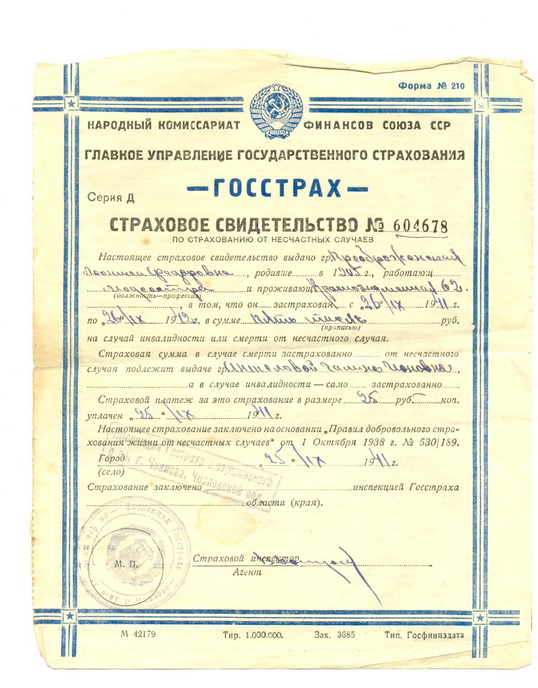 Форма № 210
НАРОДНЫЙ КОМИССАРИАТ ФИНАНСОВ СОЮЗА ССР
ГЛАВНОЕ УПРАВЛЕНИЕ ГОСУДАРСТВЕННОГО СТРАХОВАНИЯ
—ГОССТРАХ—
Серия Д
СТРАХОВОЕ СВИДЕТЕЛЬСТВО № 604678
ПО СТРАХОВАНИЮ ОТ НЕСЧАСТНЫХ СЛУЧАЕВ
Настоящее страховое свидетельство выдано гр.
родившe в 1905 г., работающ
(должность—профессия) и проживающ 62
, в том, что он застрахован с 26/IX 1941 г.
по 26/IX 1942 г. в сумме пять тысяч руб.
(прописью)
на случай инвалидности или смерти от несчастного случая.
Страховая сумма в случае смерти застрахованно от несчастного
случая подлежит выдаче гр.
, а в случае инвалидности—само застрахованно
Страховой платеж за это страхование в размере 25 руб. коп.
уплачен 25/IX 1941 г.
Настоящее страхование заключено на основании „Правил добровольного стра-
хования жизни от несчастных случаев" от 1 Октября 1938 г. № 530/189.
Город 25/IX 1941 г.
(село)
Страхование заключено инспекцией Госстраха
области (края).
Страховой инспектор
М. П.
Агент
М 42179 Тир. 1.000.000. Зак. 3685 Тип. Госфиниздата